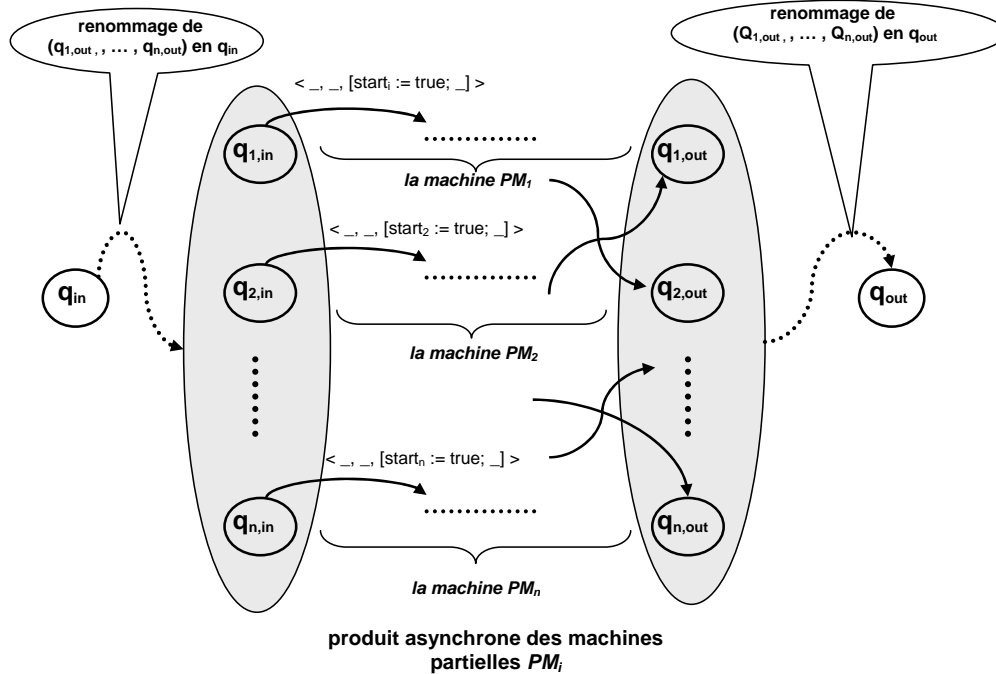 renommage de
(q1,out , , … , qn,out) en qin
renommage de
(Q1,out , , … , Qn,out) en qout
< _, _, [starti := true; _] >
q1,in
q1,out
la machine PM1
< _, _, [start2 := true; _] >
qin
q2,in
q2,out
qout
la machine PM2
< _, _, [startn := true; _] >
qn,in
qn,out
la machine PMn
produit asynchrone des machines
partielles PMi